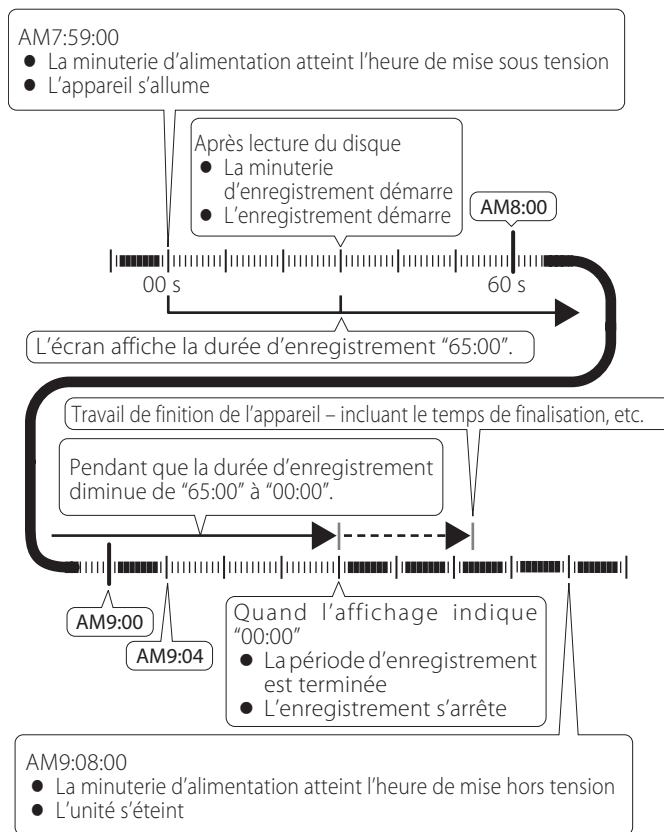 AM7:59:00
● La minuterie d’alimentation atteint l’heure de mise sous tension
● L’appareil s’allume
Après lecture du disque
● La minuterie
d’enregistrement démarre
● L’enregistrement démarre
AM8:00
00 s
60 s
L’écran affiche la durée d’enregistrement “65:00”.
Travail de finition de l’appareil – incluant le temps de finalisation, etc.
Pendant que la durée d’enregistrement
diminue de “65:00” à “00:00”.
AM9:00
AM9:04
Quand l’affichage indique
“00:00”
● La période d’enregistrement
est terminée
● L’enregistrement s’arrête
AM9:08:00
● La minuterie d’alimentation atteint l’heure de mise hors tension
● L’unité s’éteint